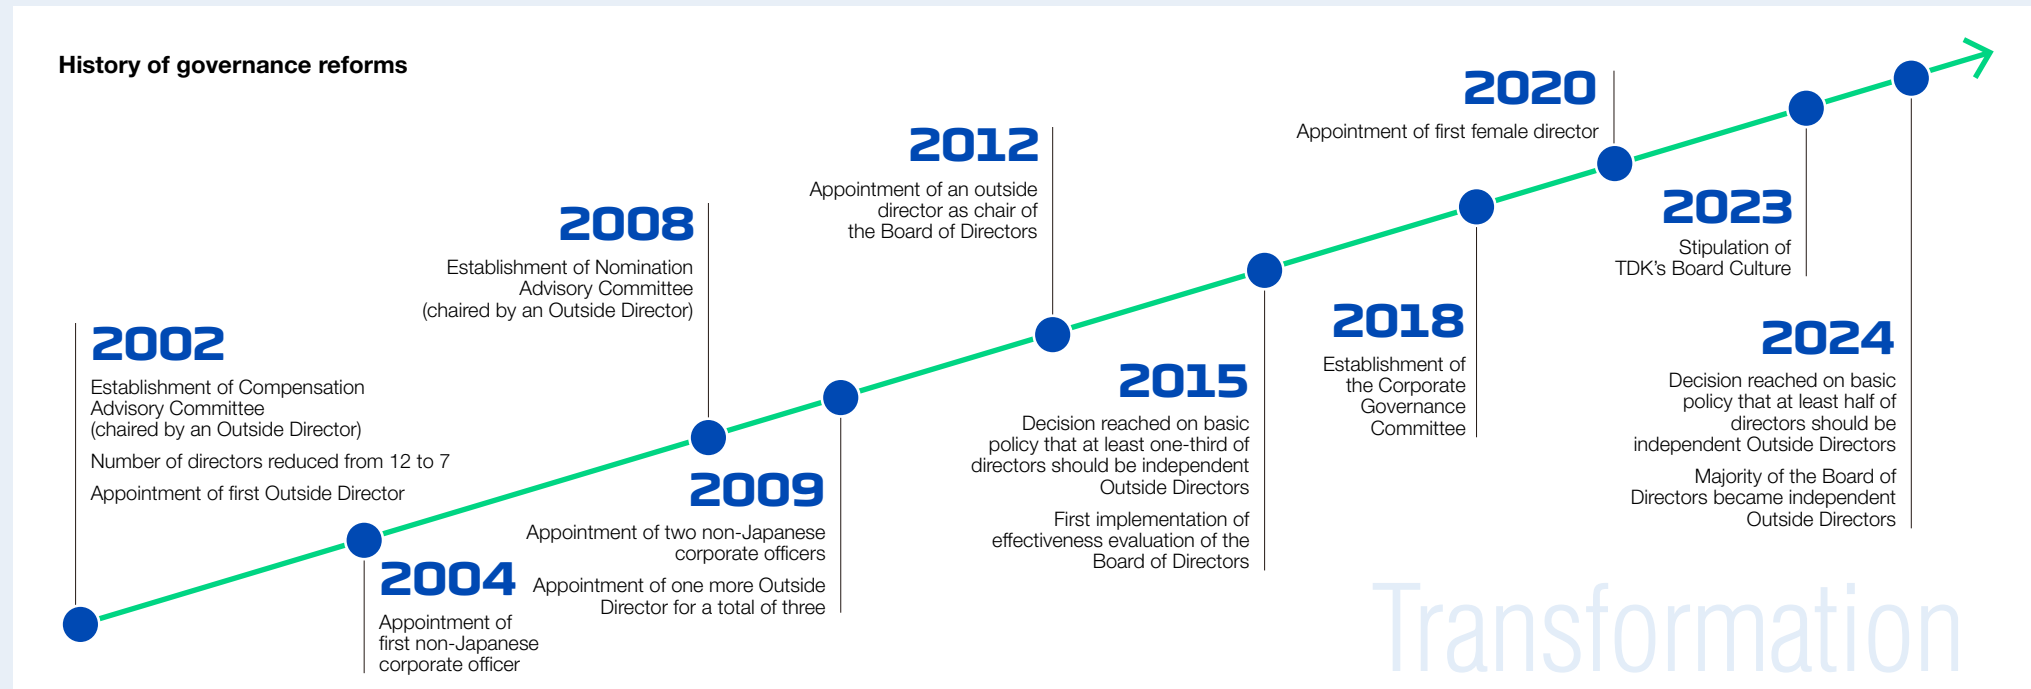 History of governance reforms
2002
Establishment of Compensation
Advisory Committee
(chaired by an Outside Director)
Number of directors reduced from 12 to 7
Appointment of first Outside Director
2004
Appointment of
first non-Japanese
corporate officer
2008
Establishment of Nomination
Advisory Committee
(chaired by an Outside Director)
2009
Appointment of two non-Japanese
corporate officers
Appointment of one more Outside
Director for a total of three
2012
Appointment of an outside
director as chair of
the Board of Directors
2015
Decision reached on basic
policy that at least one-third of
directors should be independent
Outside Directors
First implementation of
effectiveness evaluation of the
Board of Directors
2018
Establishment of
the Corporate
Governance
Committee
2020
Appointment of first female director
2023
Stipulation of
TDK's Board Culture
2024
Decision reached on basic
policy that at least half of
directors should be
independent Outside Directors
Majority of the Board of
Directors became independent
Outside Directors
Transformation